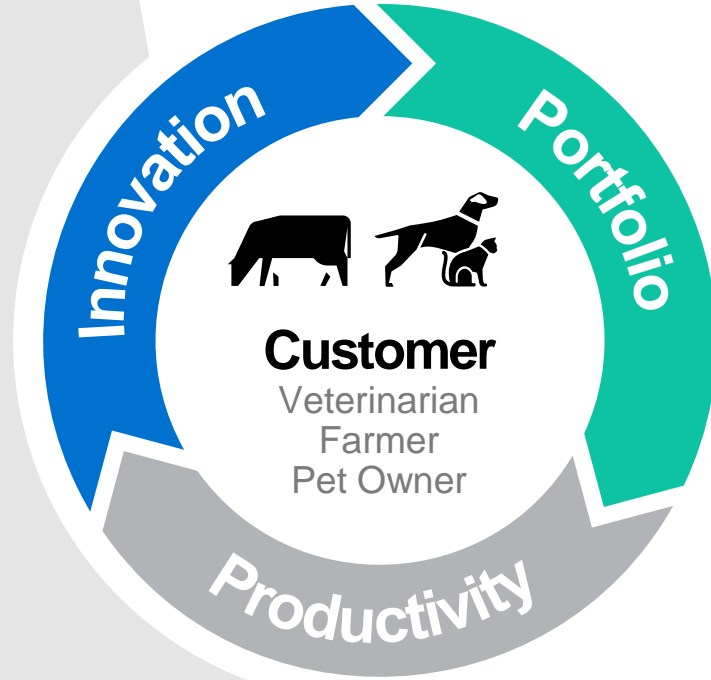 Innovation
Portfolio
Customer
Veterinarian
Farmer
Pet Owner
Productivity